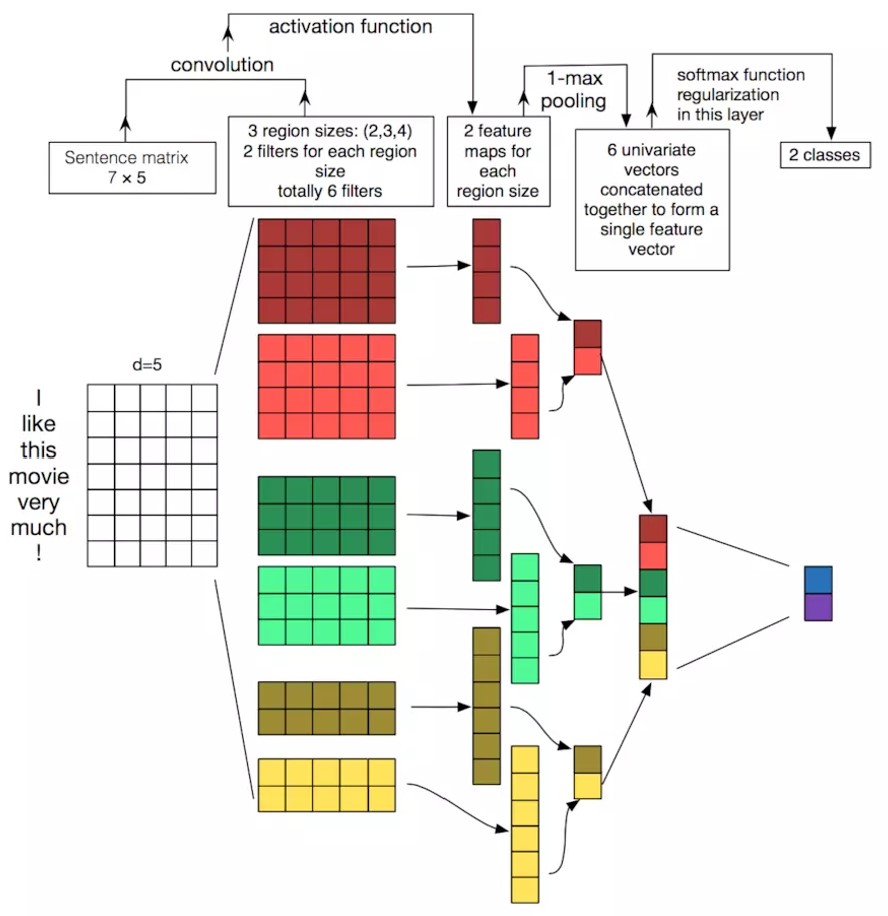 activation function
convolution
1-max
pooling
softmax function
regularization
in this layer
Sentence matrix
7 × 5
3 region sizes: (2,3,4)
2 filters for each region
size
totally 6 filters
2 feature
maps for
each
region size
6 univariate
vectors
concatenated
together to form a
single feature
vector
2 classes
d=5
I
like
this
movie
very
much
!